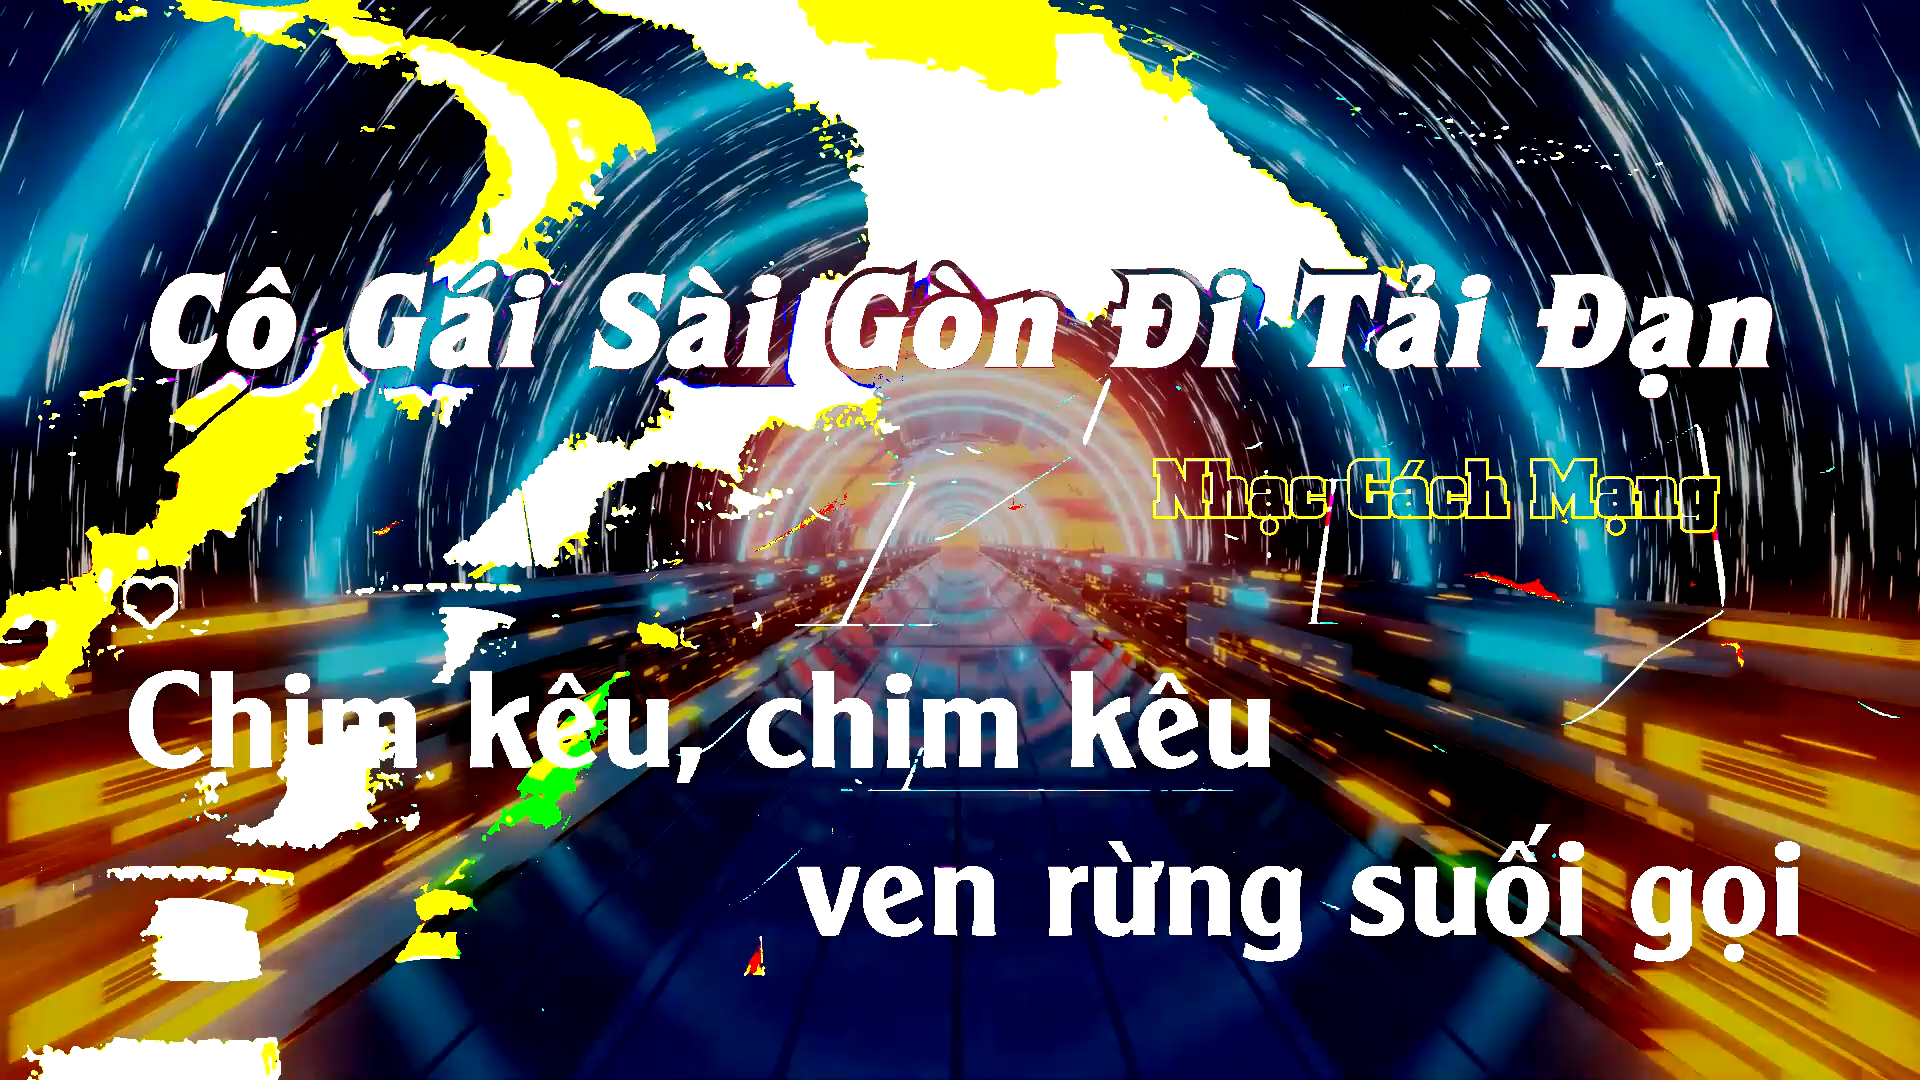 Cô Gái Sài Gòn Đi Tải Đạn
Nhạc Cách Mạng
Chim kêu, chim kêu
ven rừng suối gọi